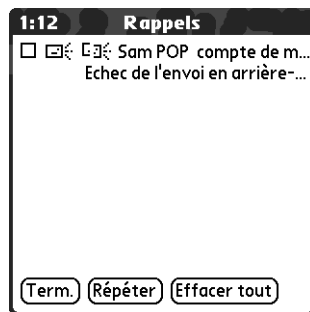 1:12 Rappels
Sam POP compte de m...
Echec de l'envoi en arrière-...
Term. Répéter Effacer tout